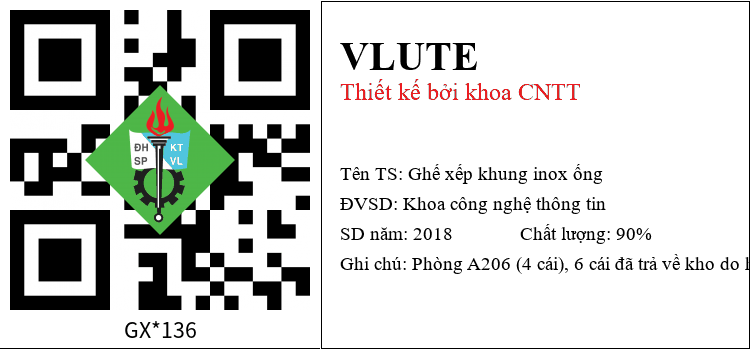 ĐH KT
SP VL
GX*136
VLUTE
Thiết kế bởi khoa CNTT
Tên TS: Ghế xếp khung inox ống
ĐVSD: Khoa công nghệ thông tin
SD năm: 2018 Chất lượng: 90%
Ghi chú: Phòng A206 (4 cái), 6 cái đã trả về kho do